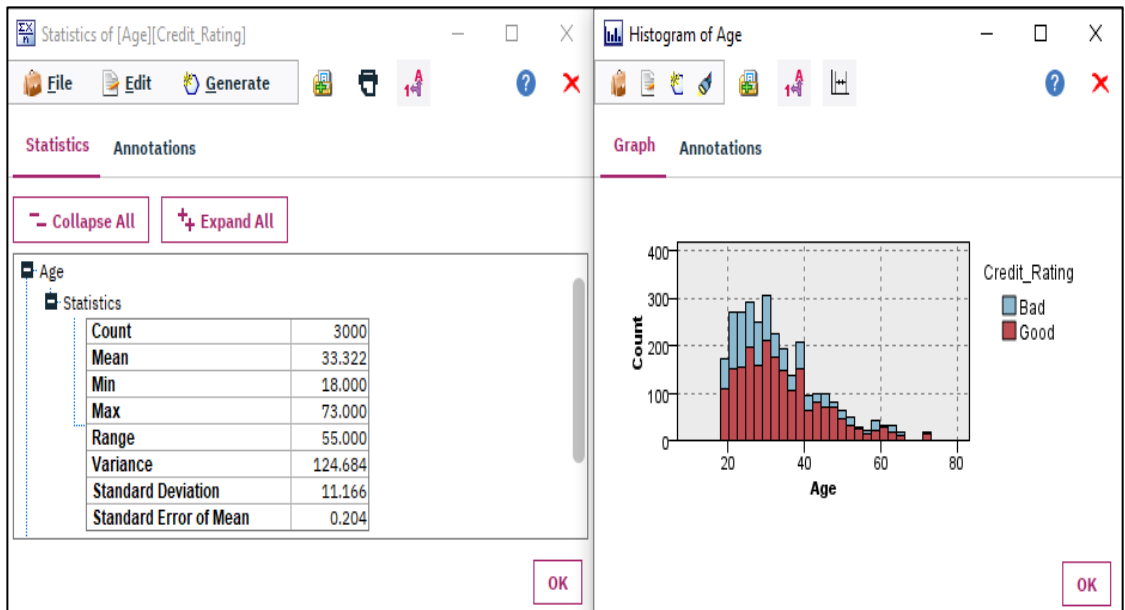 Statistics of [Age][Credit_Rating]
File Edit Generate
Statistics Annotations
Collapse All Expand All
Age
Statistics
Count 3000
Mean 33.322
Min 18.000
Max 73.000
Range 55.000
Variance 124.684
Standard Deviation 11.166
Standard Error of Mean 0.204
OK
Histogram of Age
Graph Annotations
400
300
200
100
0
Count
20 40 60 80
Age
Credit_Rating
Bad
Good
OK